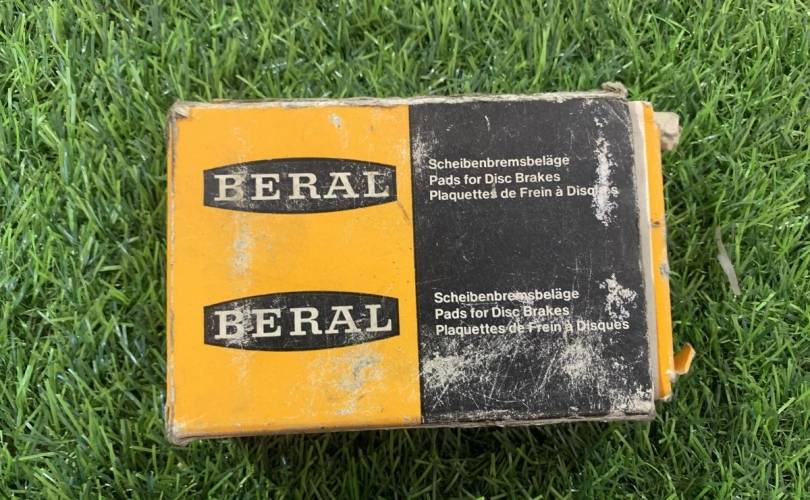 BERAL
Scheibenbremsbeläge
Pads for Disc Brakes
Plaquettes de Frein à Disques
BERAL
Scheibenbremsbeläge
Pads for Disc Brakes
Plaquettes de Frein à Disques